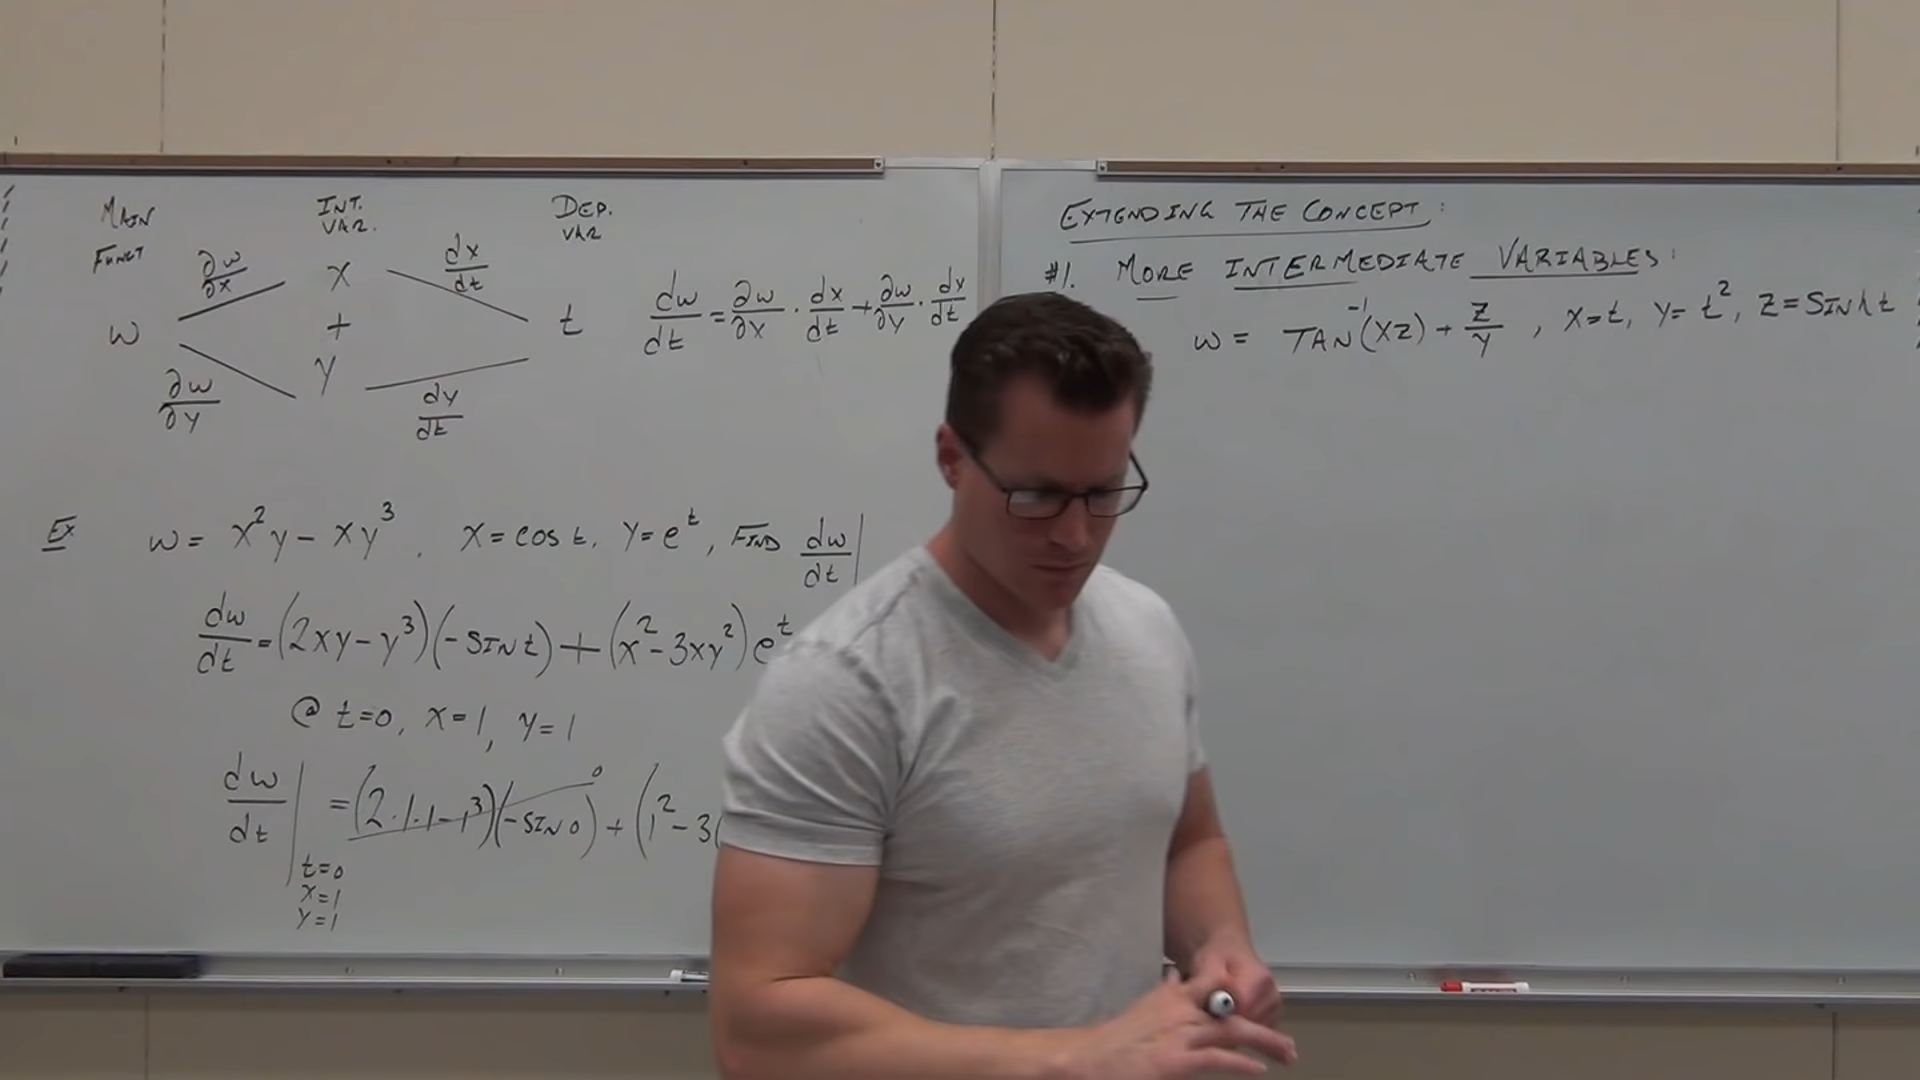 MAIN FUNCT
INT. VAR.
DEP. VAR
∂w/∂x
x
dx/dt
w
+
t
∂w/∂y
y
dy/dt
dw/dt = ∂w/∂x · dx/dt + ∂w/∂y · dy/dt
Ex w = x²y - xy³, x = cos t, y = e^t, FIND dw/dt |
dw/dt = (2xy - y³)(-SIN t) + (x² - 3xy²) e^t
@ t=0, x=1, y=1
dw/dt | t=0 x=1 y=1 = (2·1·1 - 1³)(-SIN 0) 0 + (1² - 3(
EXTENDING THE CONCEPT:
#1. MORE INTERMEDIATE VARIABLES:
w = TAN⁻¹(xz) + z/y, x=t, y=t², z=SINh t